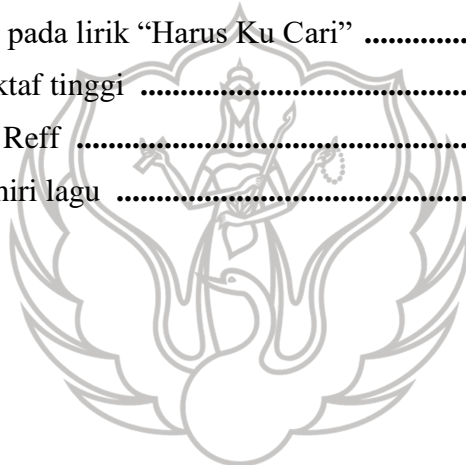 pada lirik “Harus Ku Cari” ..........
ktaf tinggi ........................................
Reff ................................................
hiri lagu ...........................................